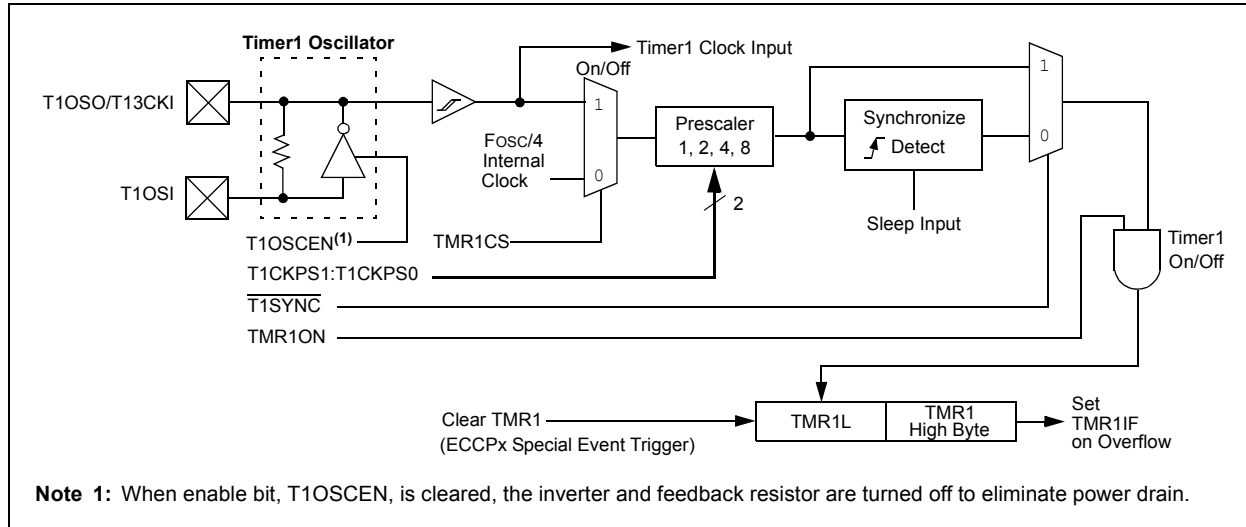 Timer1 Oscillator
T1OSO/T13CKI
T1OSI
Timer1 Clock Input
On/Off
1
0
FOSC/4
Internal
Clock
Prescaler
1, 2, 4, 8
2
Synchronize
Detect
Sleep Input
1
0
Timer1
On/Off
T1OSCEN(1)
TMR1CS
T1CKPS1:T1CKPS0
T1SYNC
TMR1ON
Clear TMR1
(ECCPx Special Event Trigger)
TMR1L
TMR1
High Byte
Set
TMR1IF
on Overflow
Note 1: When enable bit, T1OSCEN, is cleared, the inverter and feedback resistor are turned off to eliminate power drain.